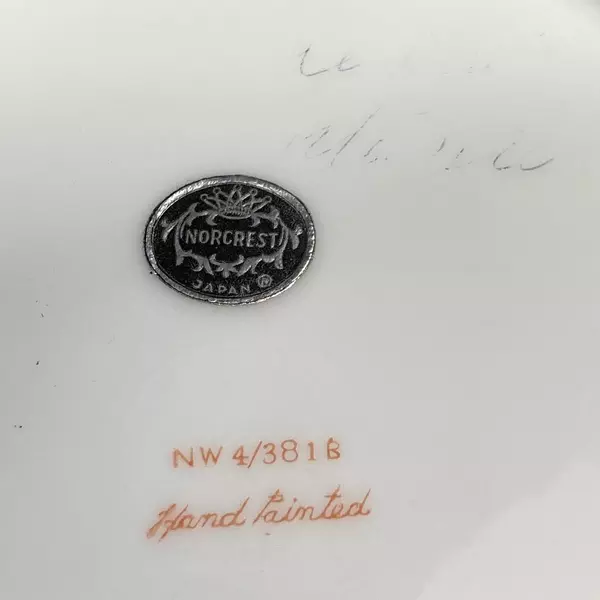 NORCREST
JAPAN ®
NW 4/381B
Hand Painted